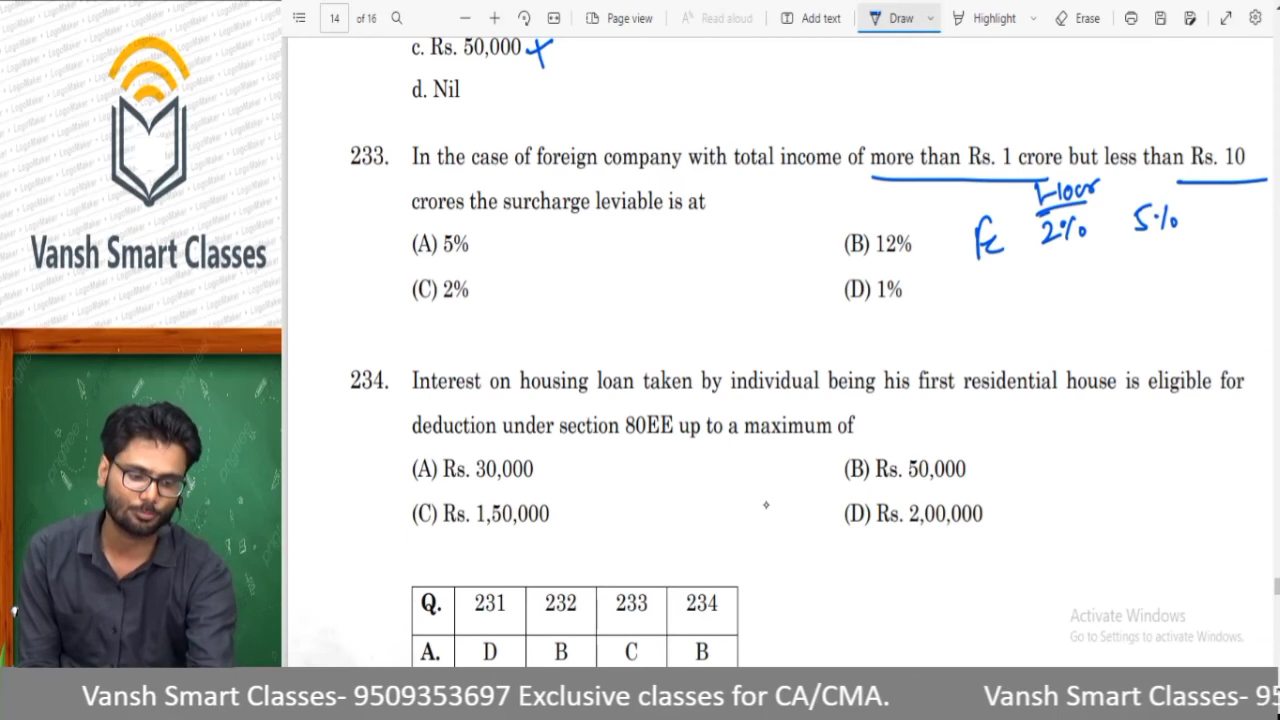 14 of 16
Page view
Read aloud
Add text
Draw
Highlight
Erase
c. Rs. 50,000
d. Nil
233. In the case of foreign company with total income of more than Rs. 1 crore but less than Rs. 10
crores the surcharge leviable is at
1-10cr
Fc 2% 5%
(A) 5% (B) 12%
(C) 2% (D) 1%
234. Interest on housing loan taken by individual being his first residential house is eligible for
deduction under section 80EE up to a maximum of
(A) Rs. 30,000 (B) Rs. 50,000
(C) Rs. 1,50,000 (D) Rs. 2,00,000
Q. 231 232 233 234
A. D B C B
Vansh Smart Classes
Activate Windows
Go to Settings to activate Windows.
Vansh Smart Classes- 9509353697 Exclusive classes for CA/CMA. Vansh Smart Classes- 95